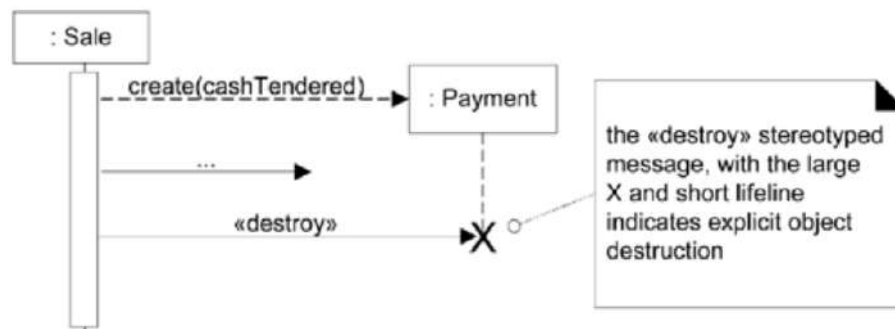 : Sale
create(cashTendered)
: Payment
...
«destroy»
X
the «destroy» stereotyped
message, with the large
X and short lifeline
indicates explicit object
destruction